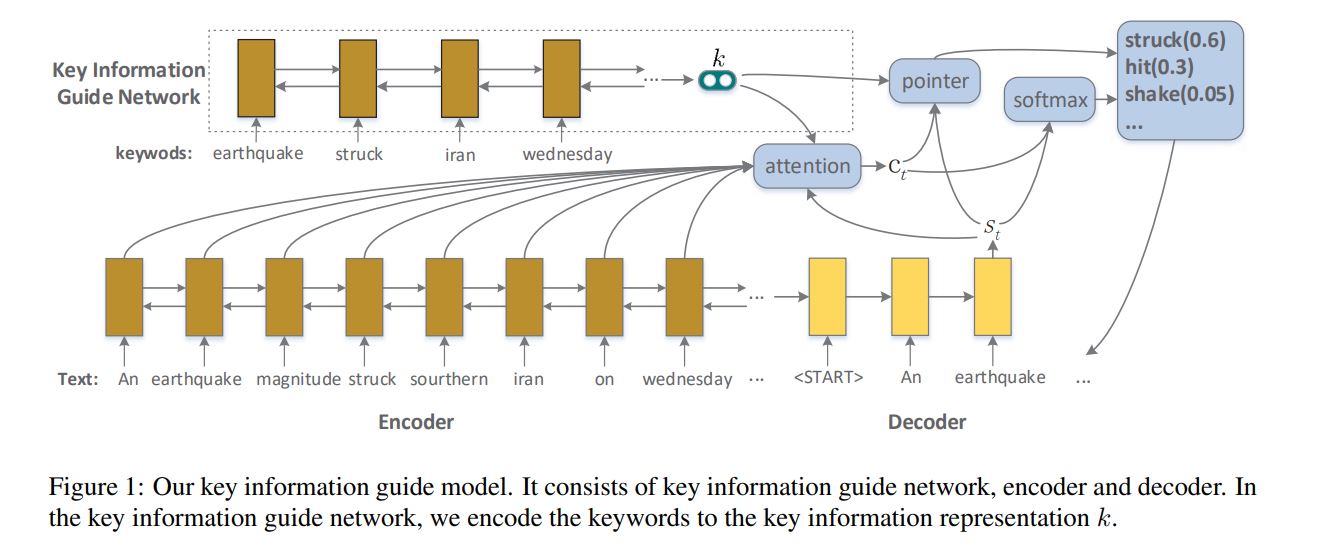 Key Information
Guide Network
k
pointer
softmax
struck(0.6)
hit(0.3)
shake(0.05)
...
keywods: earthquake struck iran wednesday
...
attention
c_t
s_t
...
Text: An earthquake magnitude struck sourthern iran on wednesday ... <START> An earthquake ...
Encoder Decoder
Figure 1: Our key information guide model. It consists of key information guide network, encoder and decoder. In
the key information guide network, we encode the keywords to the key information representation k.